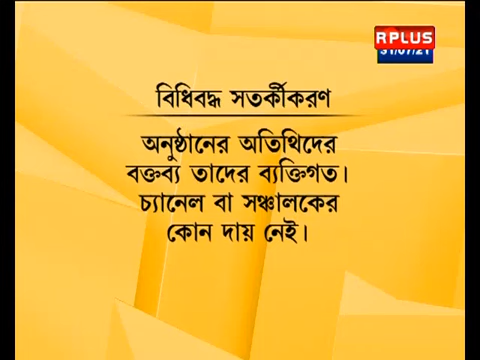 RPLUS
31/07/21
বিধিবদ্ধ সতর্কীকরণ
অনুষ্ঠানের অতিথিদের
বক্তব্য তাদের ব্যক্তিগত।
চ্যানেল বা সঞ্চালকের
কোন দায় নেই।